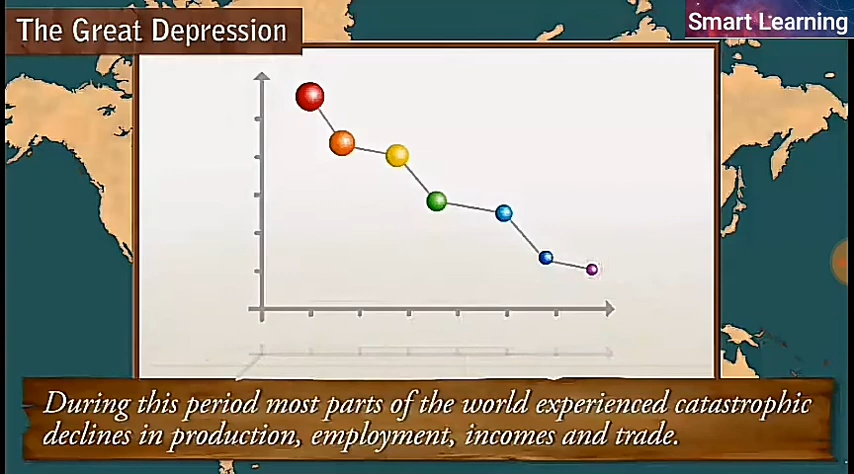 The Great Depression
Smart Learning
During this period most parts of the world experienced catastrophic
declines in production, employment, incomes and trade.